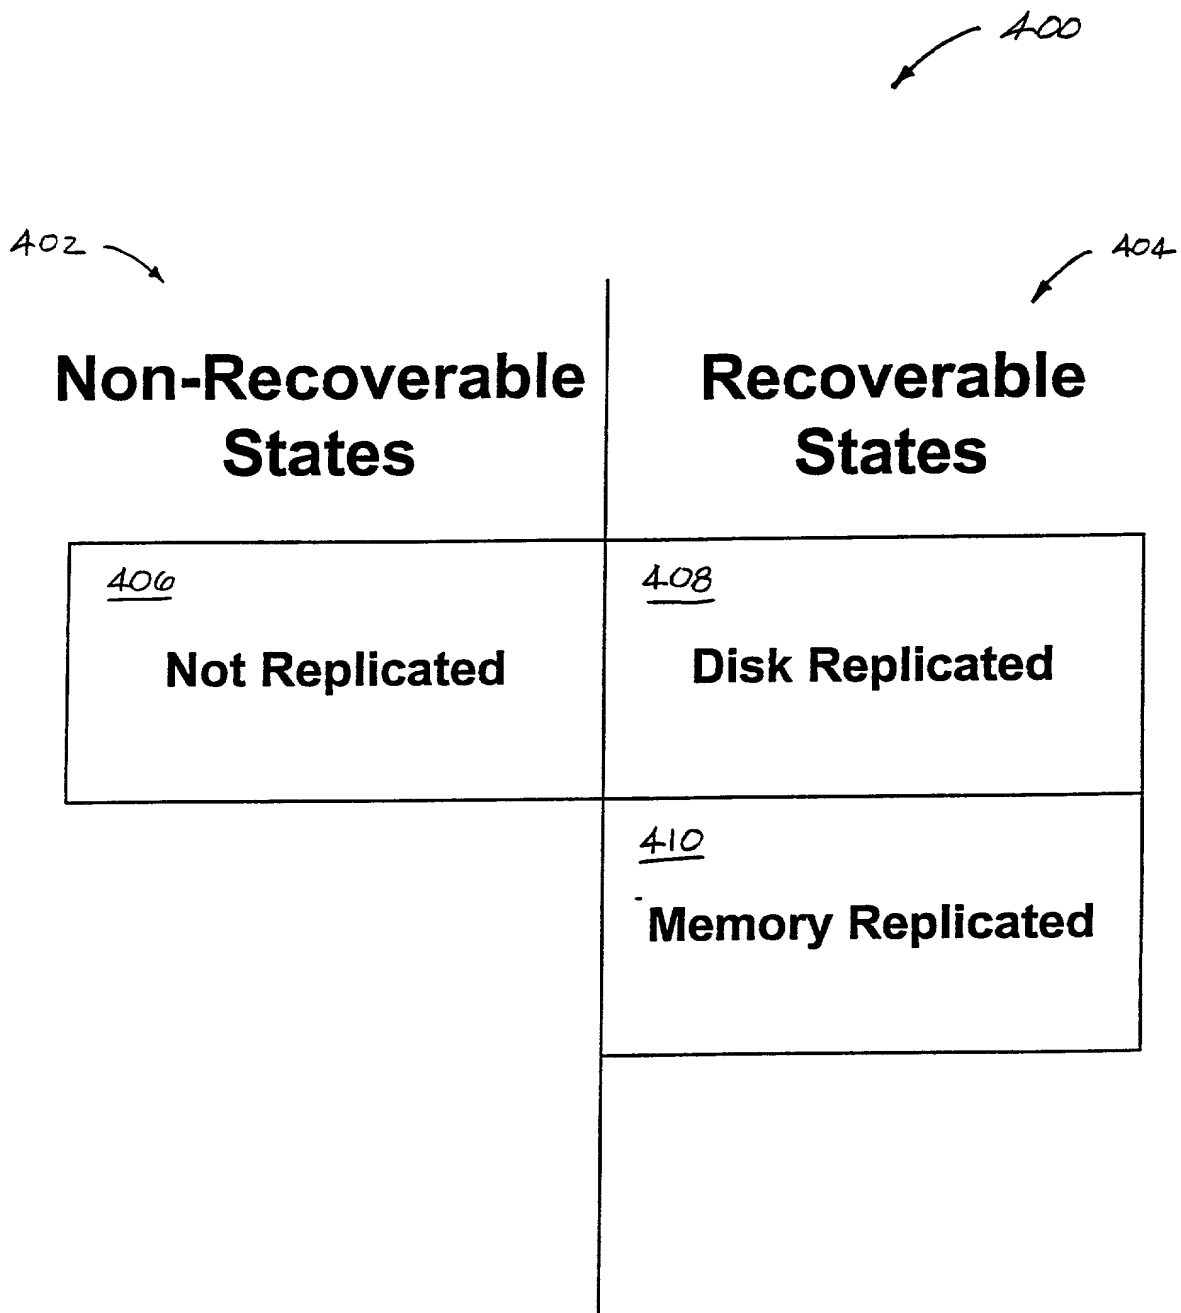 400
402
404
Non-Recoverable
States
Recoverable
States
406
Not Replicated
408
Disk Replicated
410
Memory Replicated